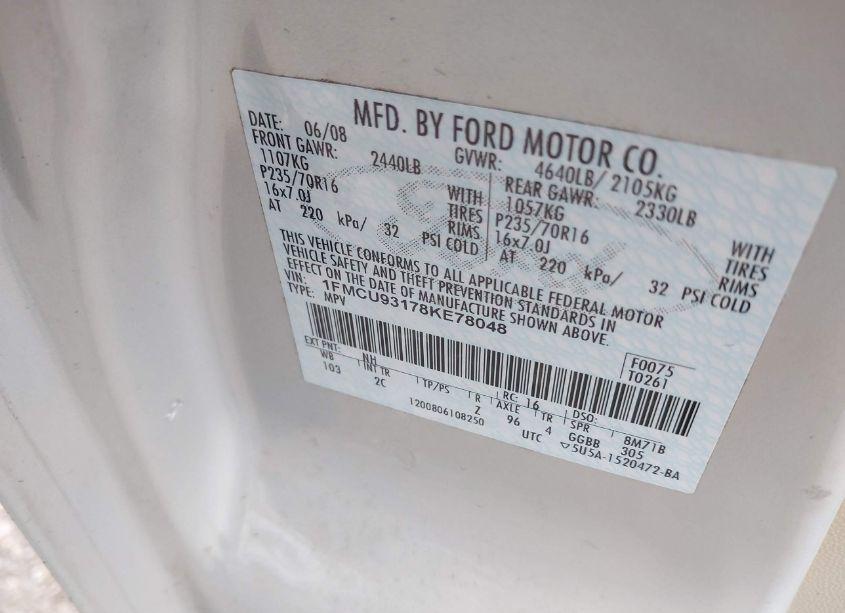 MFD. BY FORD MOTOR CO.
DATE: 06/08 GVWR: 4640LB/ 2105KG
FRONT GAWR: 2440LB REAR GAWR: 2330LB
1107KG WITH 1057KG WITH
P235/70R16 TIRES P235/70R16 TIRES
16x7.0J RIMS 16x7.0J RIMS
AT 220 kPa/ 32 PSI COLD AT 220 kPa/ 32 PSI COLD
THIS VEHICLE CONFORMS TO ALL APPLICABLE FEDERAL MOTOR
VEHICLE SAFETY AND THEFT PREVENTION STANDARDS IN
EFFECT ON THE DATE OF MANUFACTURE SHOWN ABOVE.
VIN: 1FMCU93178KE78048
TYPE: MPV
F0075
T0261
EXT PNT: NH RC: 16 DSO:
WB INT TR TP/PS R AXLE TR SPR 8M71B
103 2C Z 96 4 GGBB 305
1200806108250 UTC ▽5U5A-1520472-BA